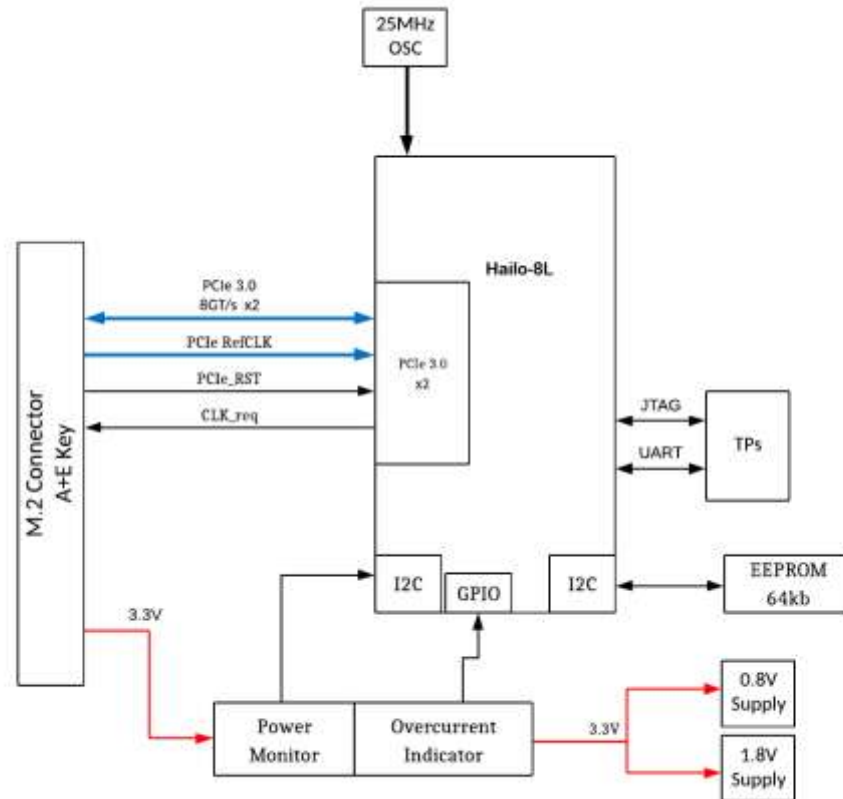 25MHz
OSC
Hailo-8L
PCIe 3.0
8GT/s x2
PCIe RefCLK
PCIe_RST
CLK_req
PCIe 3.0
x2
M.2 Connector
A+E Key
JTAG
UART
TPs
I2C
GPIO
I2C
EEPROM
64kb
3.3V
Power
Monitor
Overcurrent
Indicator
3.3V
0.8V
Supply
1.8V
Supply